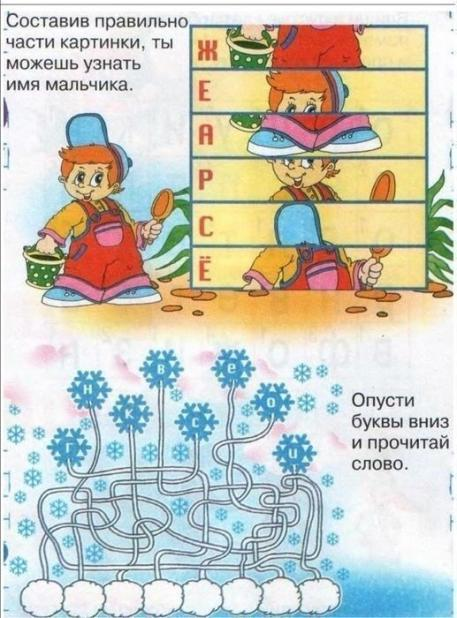 Составив правильно
части картинки, ты
можешь узнать
имя мальчика.
Ж
Е
А
Р
С
Ё
в е
н о
к с
т и
Опусти
буквы вниз
и прочитай
слово.